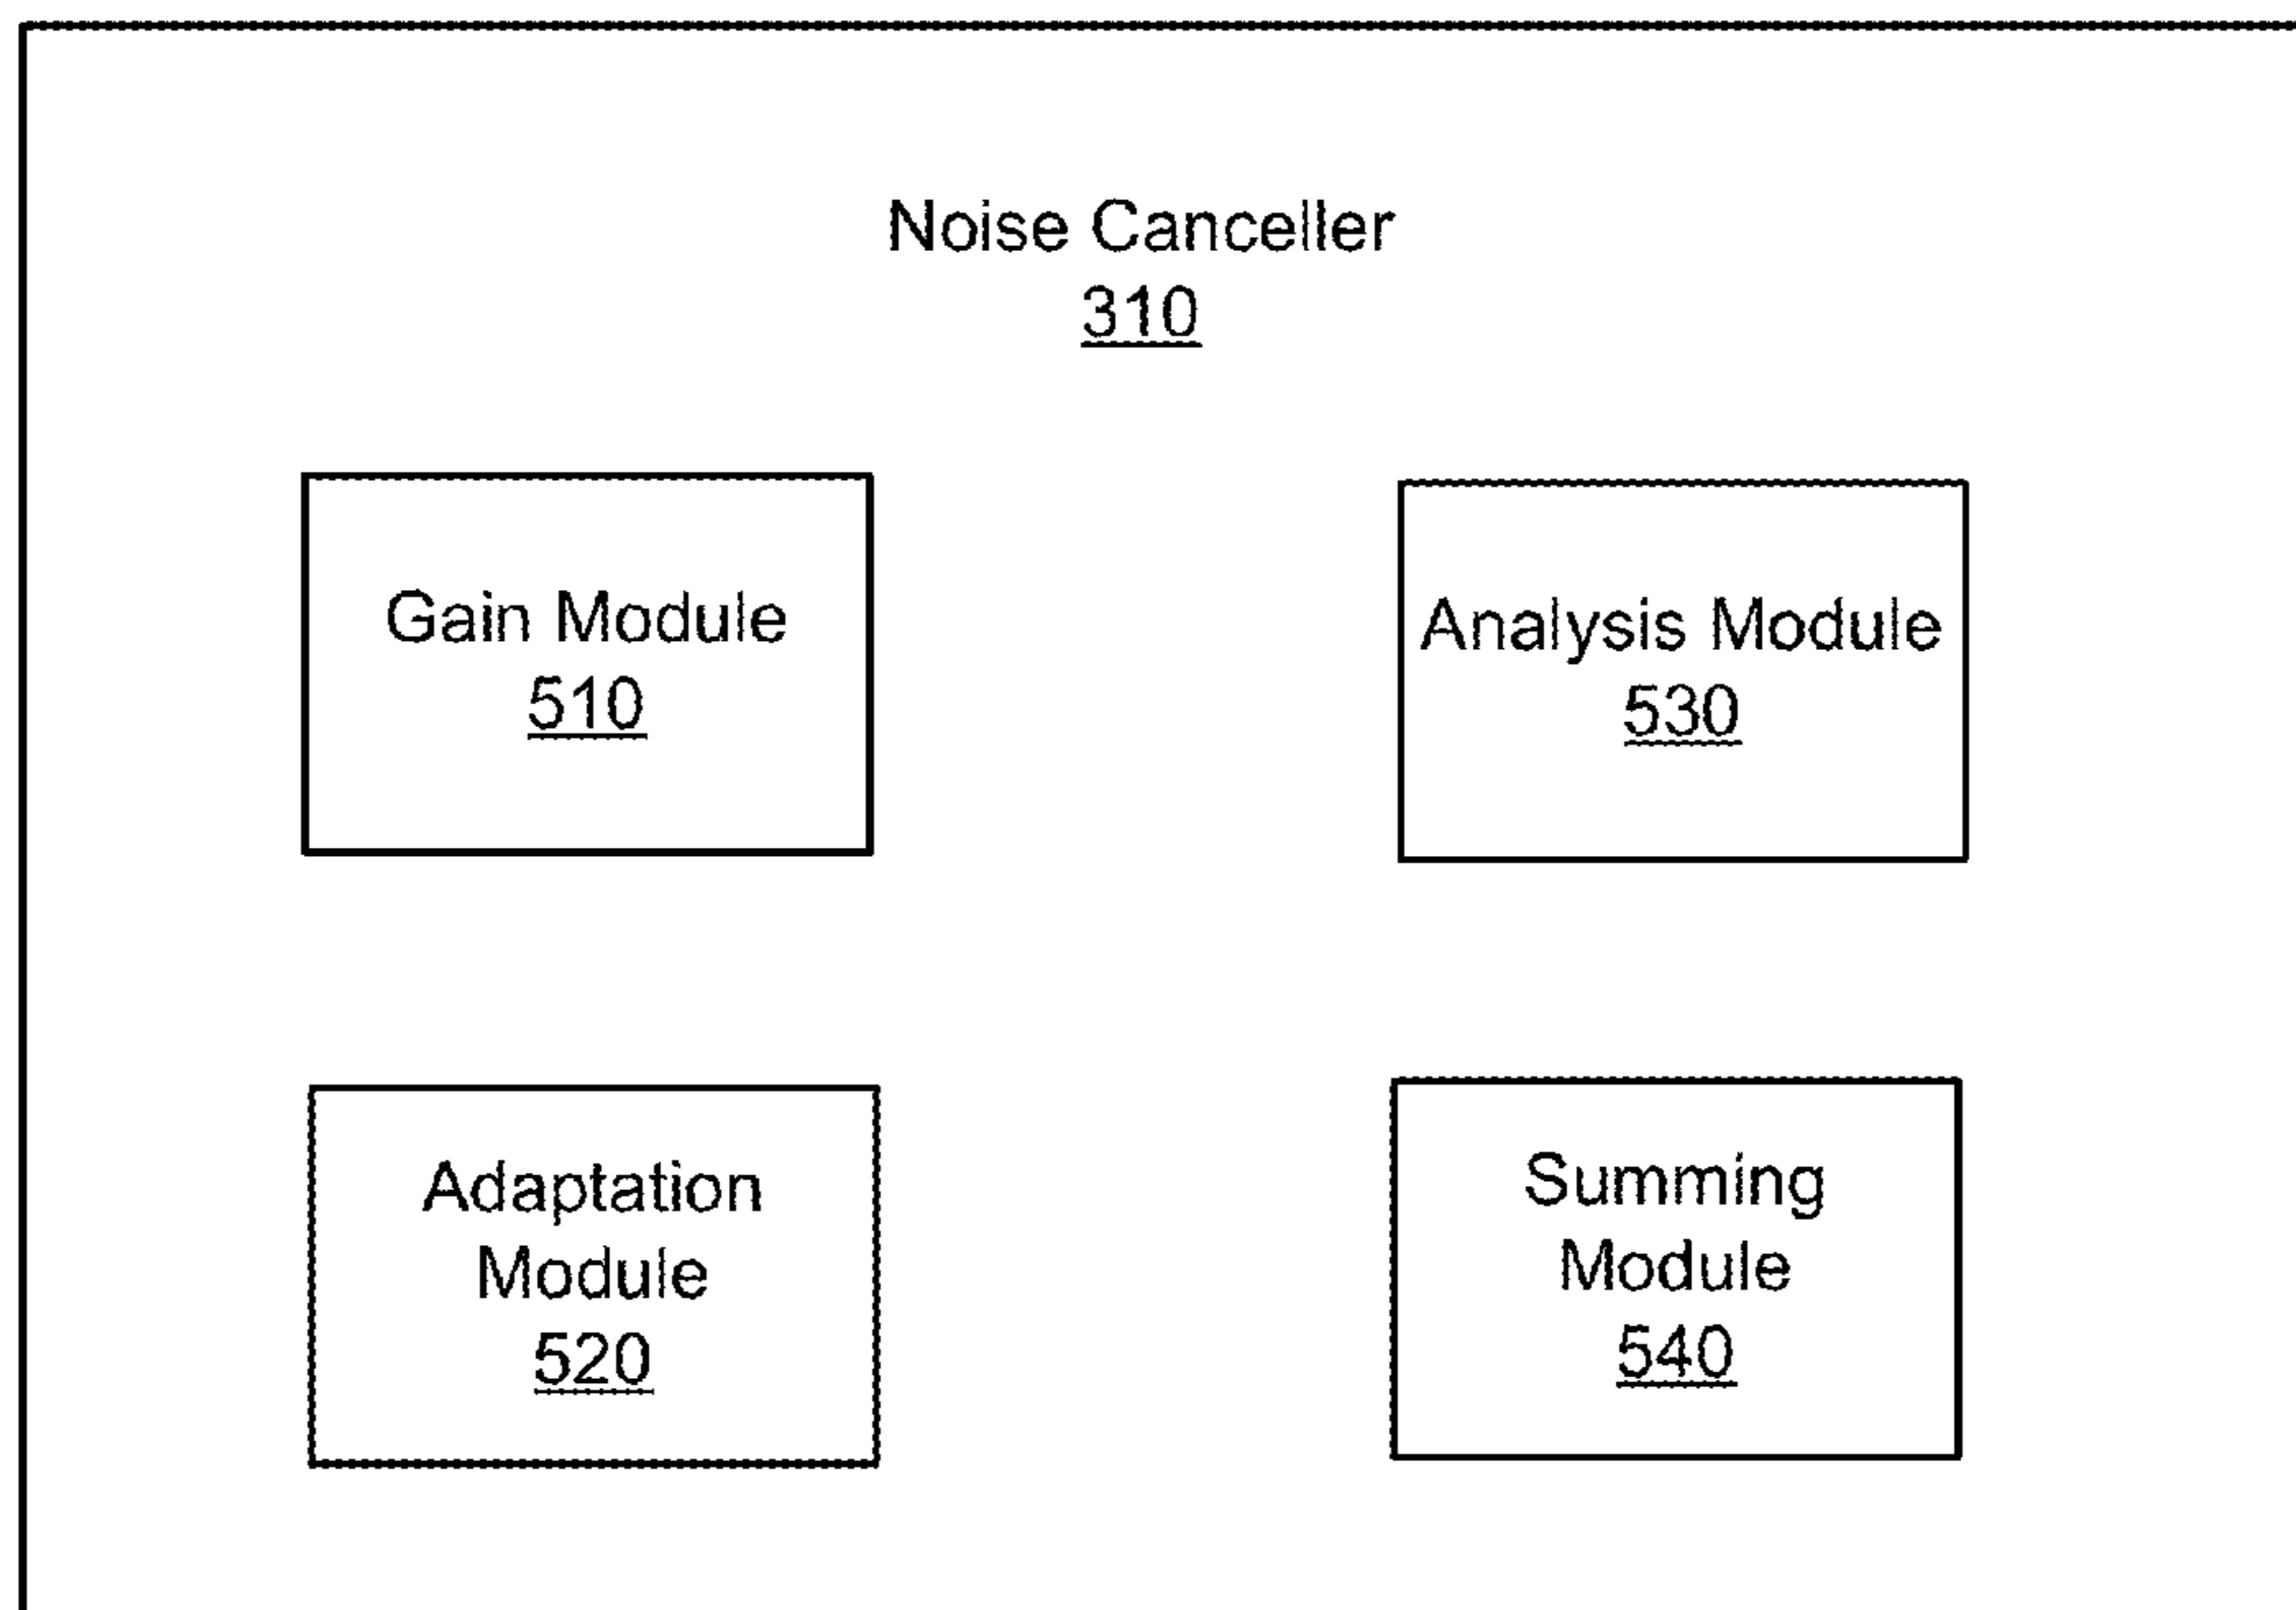 Noise Canceller
310
Gain Module
510
Analysis Module
530
Adaptation
Module
520
Summing
Module
540